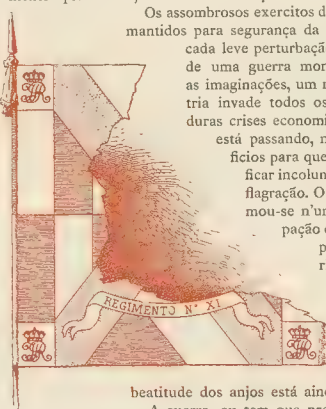 Os assombrosos exercitos d
mantidos para segurança da
cada leve perturbaçã
de uma guerra mor
as imaginações, um r
tria invade todos os
duras crises economi
está passando, n
ficios para que
ficar incolun
flagração. O
mou-se n'un
pação
p
r
REGIMENTO N.º XI
beatitude dos anjos está aind